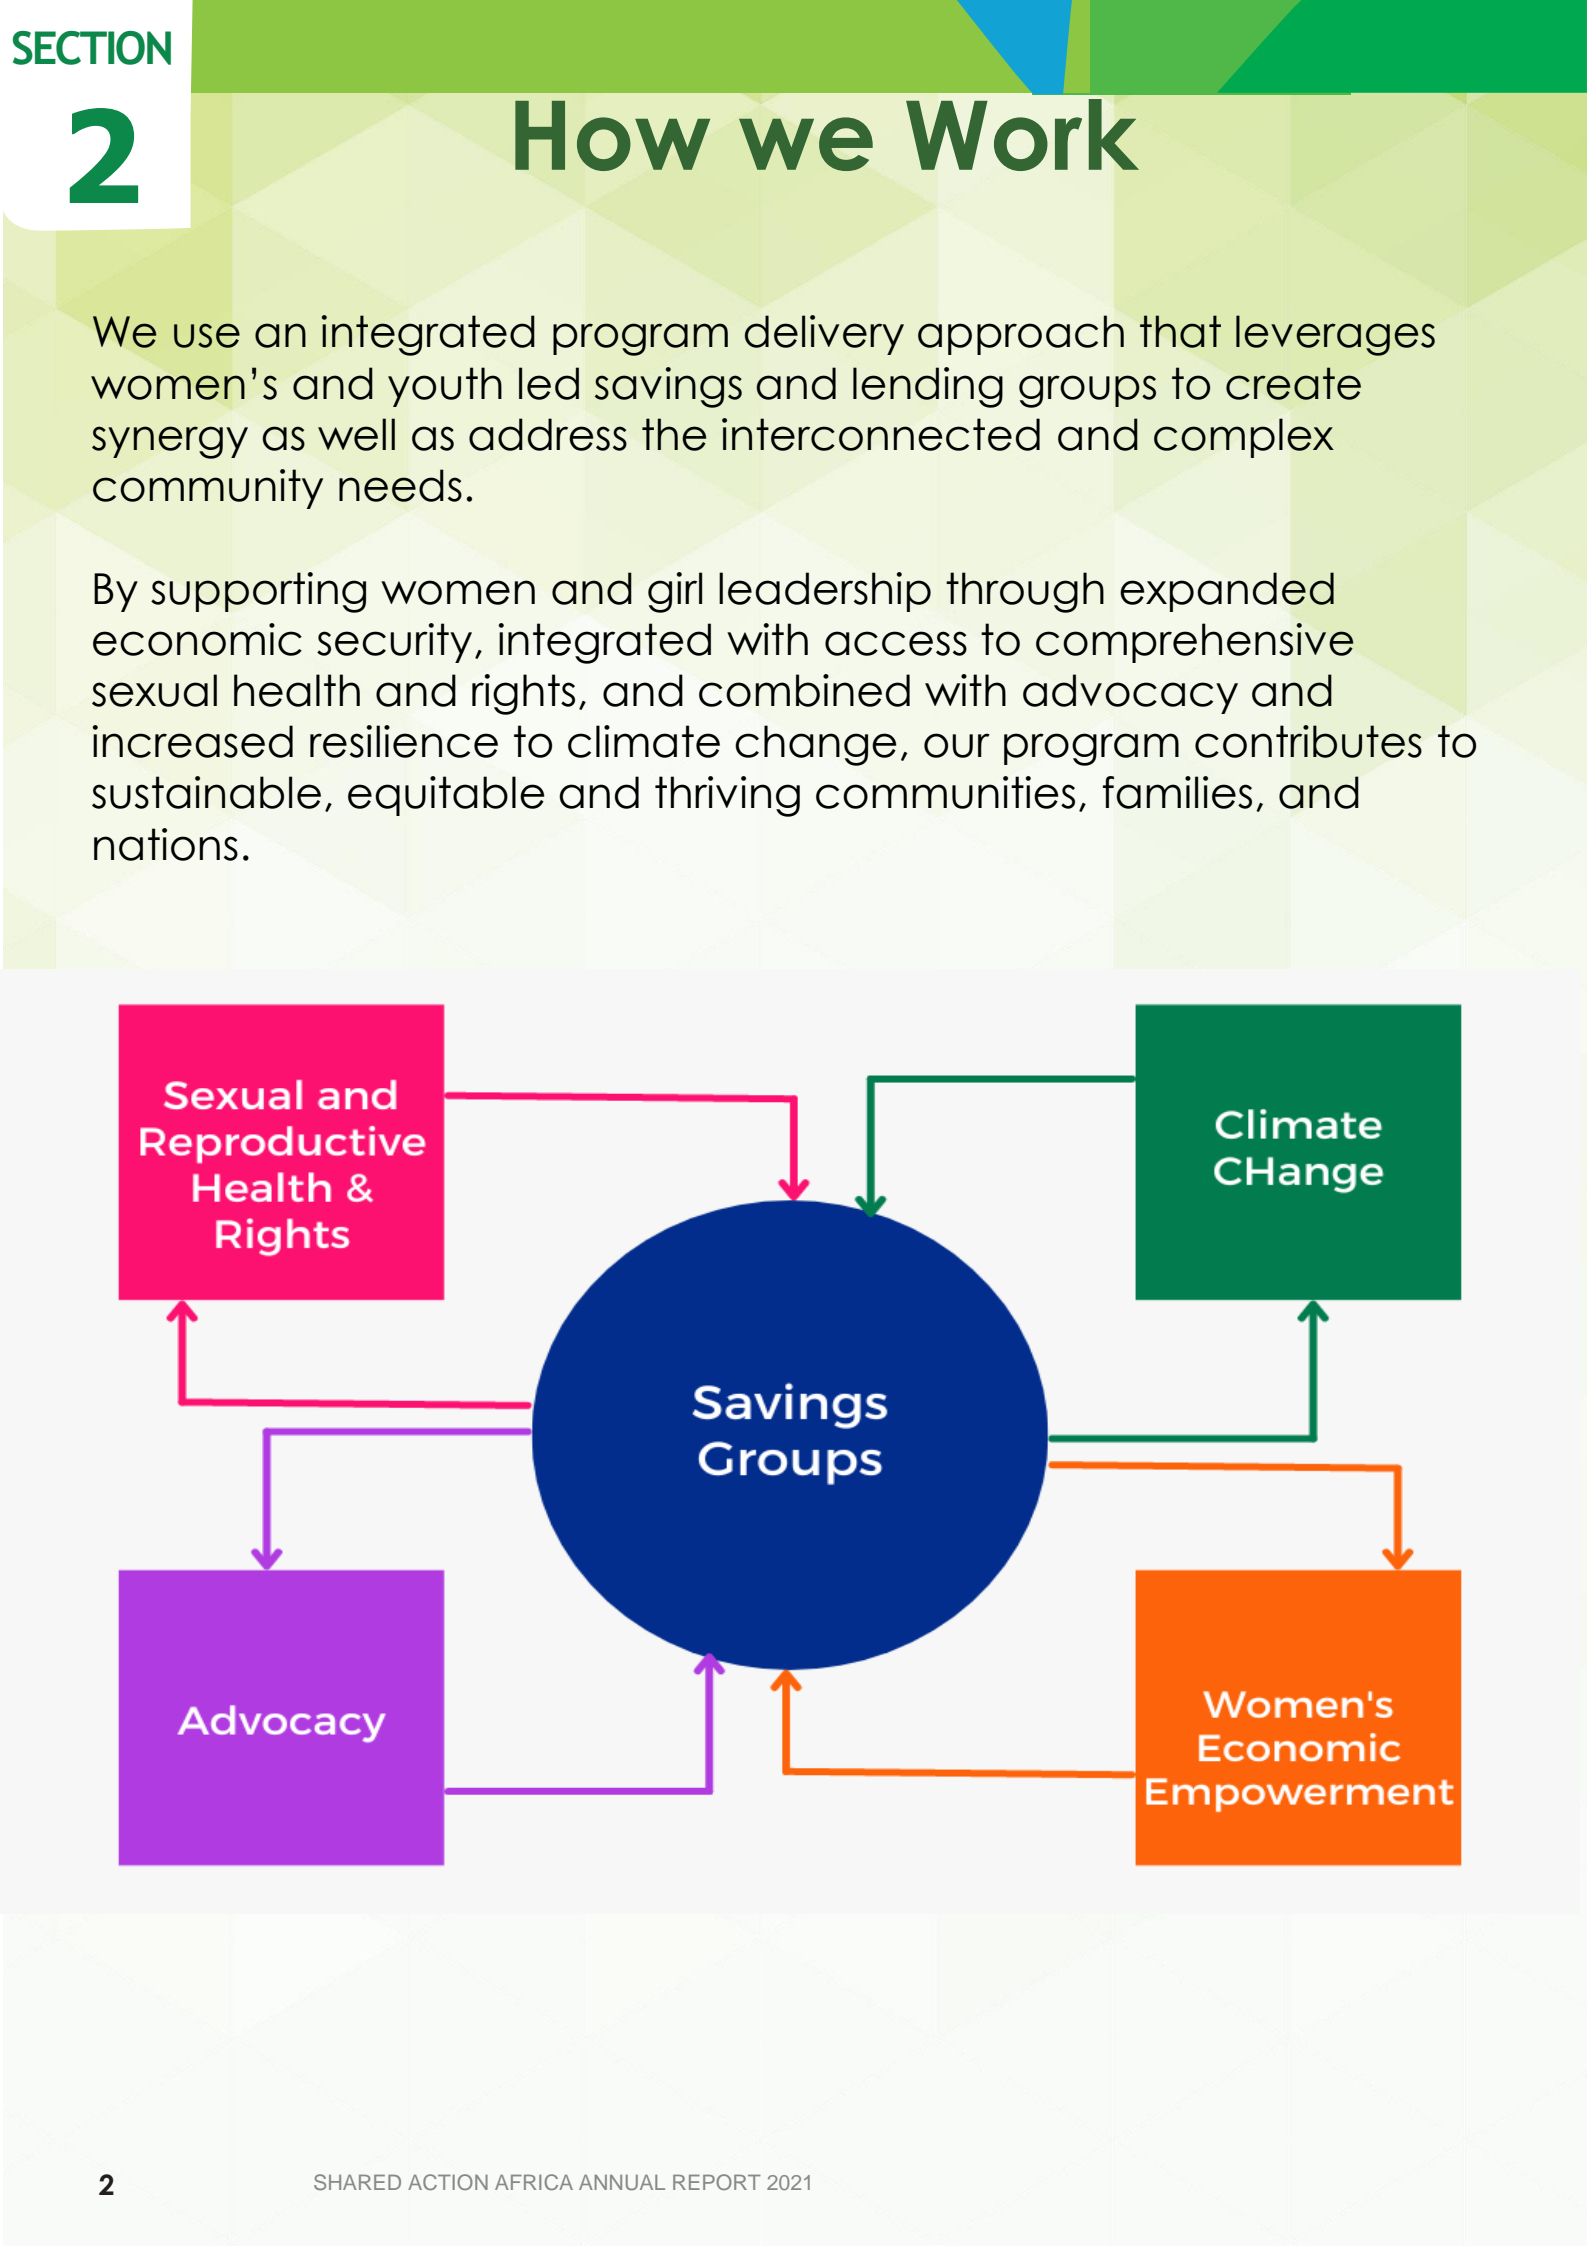 SECTION
2
How we Work
We use an integrated program delivery approach that leverages
women’s and youth led savings and lending groups to create
synergy as well as address the interconnected and complex
community needs.
By supporting women and girl leadership through expanded
economic security, integrated with access to comprehensive
sexual health and rights, and combined with advocacy and
increased resilience to climate change, our program contributes to
sustainable, equitable and thriving communities, families, and
nations.
Sexual and
Reproductive
Health &
Rights
Climate
CHange
Savings
Groups
Advocacy
Women's
Economic
Empowerment
2
SHARED ACTION AFRICA ANNUAL REPORT 2021